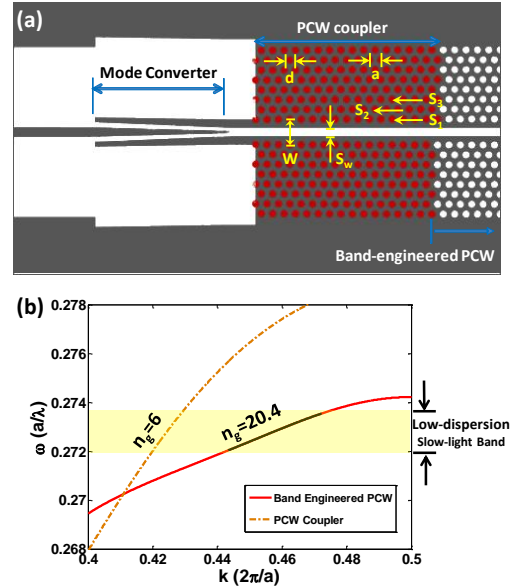 (a)
PCW coupler
Mode Converter
d
a
S3
S2
S1
W
Sw
Band-engineered PCW
(b)
0.278
0.276
0.274
0.272
0.27
0.268
ω (a/λ)
ng=6
ng=20.4
Low-dispersion
Slow-light Band
Band Engineered PCW
PCW Coupler
0.4
0.42
0.44
0.46
0.48
0.5
k (2π/a)